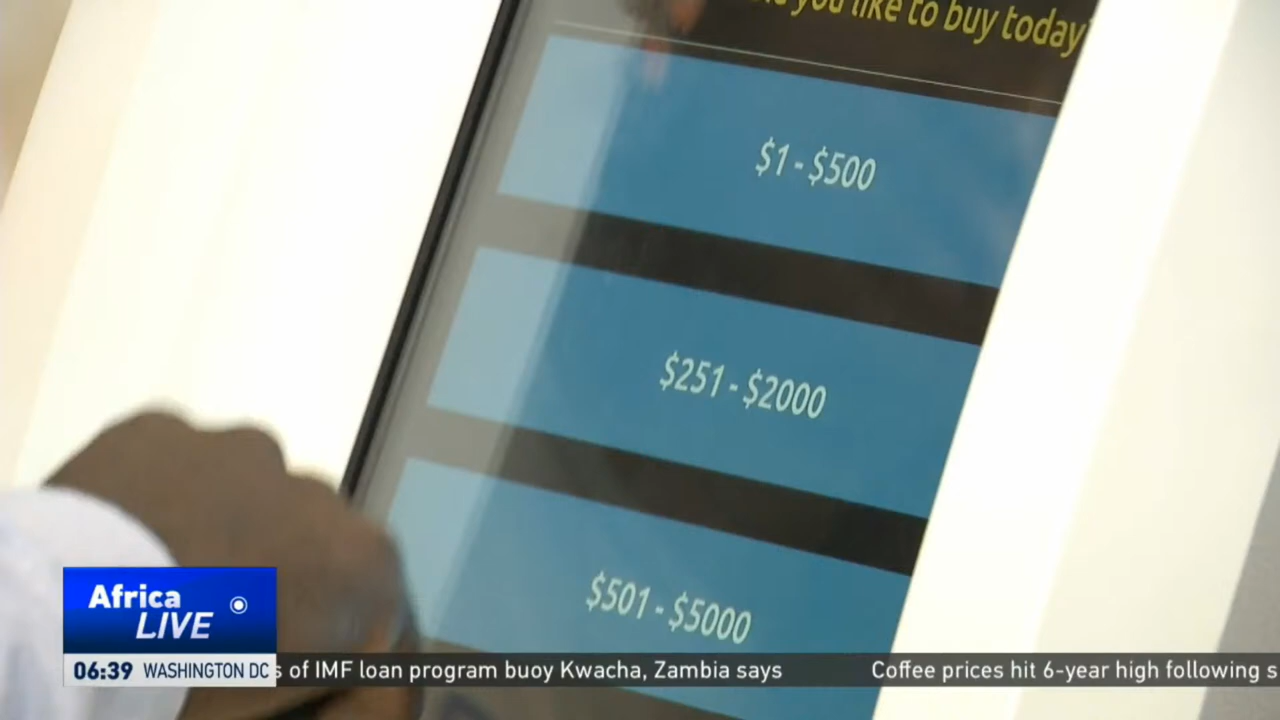 you like to buy today
$1 - $500
$251 - $2000
$501 - $5000
Africa
LIVE
06:39 WASHINGTON DC
of IMF loan program buoy Kwacha, Zambia says
Coffee prices hit 6-year high following